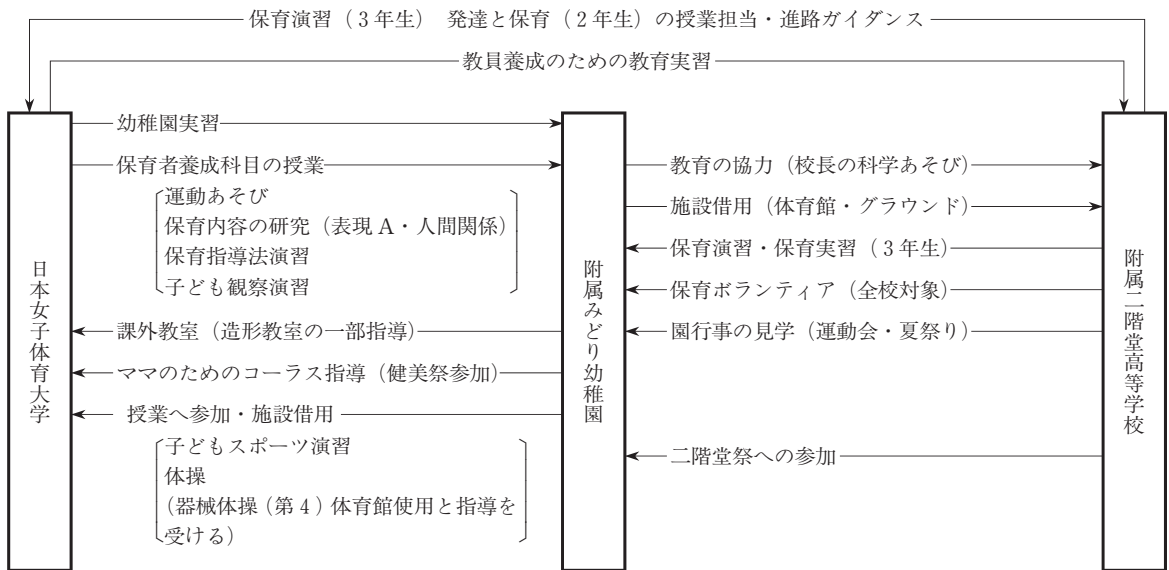 保育演習(3年生) 発達と保育(2年生)の授業担当・進路ガイダンス
教員養成のための教育実習
日本女子体育大学
幼稚園実習
保育者養成科目の授業
運動あそび
保育内容の研究(表現A・人間関係)
保育指導法演習
子ども観察演習
課外教室(造形教室の一部指導)
ママのためのコーラス指導(健美祭参加)
授業へ参加・施設借用
子どもスポーツ演習
体操
(器械体操(第4)体育館使用と指導を
受ける)
附属みどり幼稚園
教育の協力(校長の科学あそび)
施設借用(体育館・グラウンド)
保育演習・保育実習(3年生)
保育ボランティア(全校対象)
園行事の見学(運動会・夏祭り)
二階堂祭への参加
附属二階堂高等学校